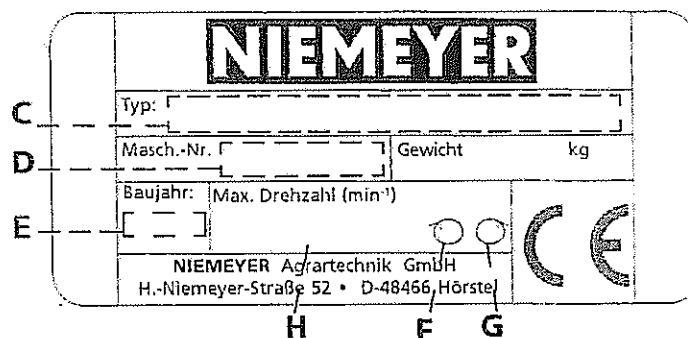 NIEMEYER
C Typ:
D Masch.-Nr. Gewicht kg
Baujahr: Max. Drehzahl (min⁻¹)
E
CE
NIEMEYER Agrartechnik GmbH
H.-Niemeyer-Straße 52 • D-48466 Hörstel
H F G